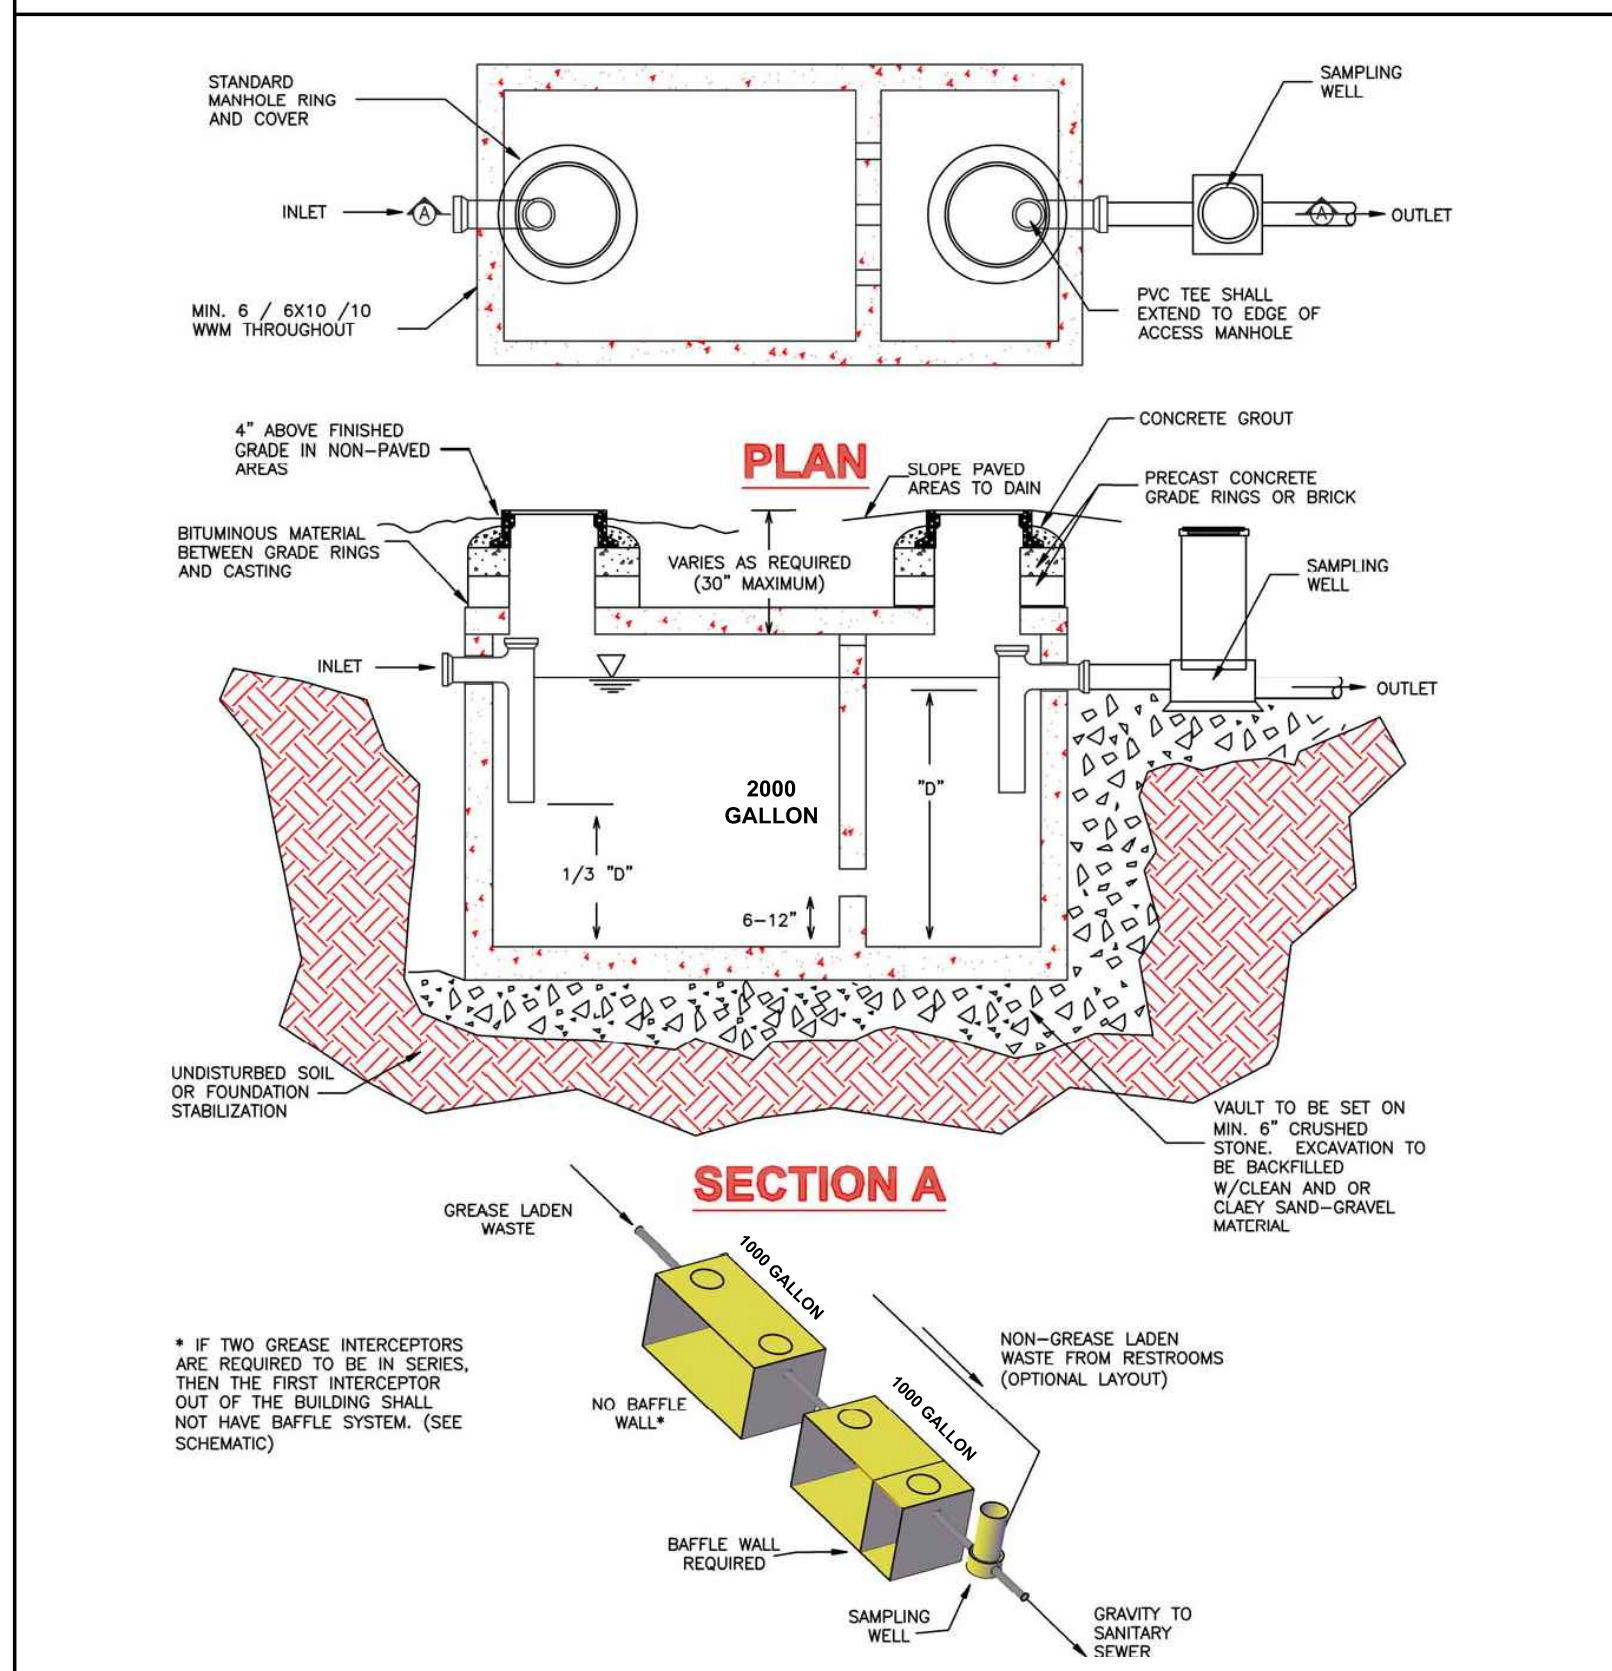 STANDARD
MANHOLE RING
AND COVER
SAMPLING
WELL
INLET
A
A
OUTLET
MIN. 6 / 6X10 /10
WWM THROUGHOUT
PVC TEE SHALL
EXTEND TO EDGE OF
ACCESS MANHOLE
4" ABOVE FINISHED
GRADE IN NON-PAVED
AREAS
PLAN
CONCRETE GROUT
SLOPE PAVED
AREAS TO DAIN
PRECAST CONCRETE
GRADE RINGS OR BRICK
BITUMINOUS MATERIAL
BETWEEN GRADE RINGS
AND CASTING
VARIES AS REQUIRED
(30" MAXIMUM)
SAMPLING
WELL
INLET
OUTLET
2000
GALLON
"D"
1/3 "D"
6-12"
UNDISTURBED SOIL
OR FOUNDATION
STABILIZATION
VAULT TO BE SET ON
MIN. 6" CRUSHED
STONE. EXCAVATION TO
BE BACKFILLED
W/CLEAN AND OR
CLAEY SAND-GRAVEL
MATERIAL
SECTION A
GREASE LADEN
WASTE
1000 GALLON
NON-GREASE LADEN
WASTE FROM RESTROOMS
(OPTIONAL LAYOUT)
* IF TWO GREASE INTERCEPTORS
ARE REQUIRED TO BE IN SERIES,
THEN THE FIRST INTERCEPTOR
OUT OF THE BUILDING SHALL
NOT HAVE BAFFLE SYSTEM. (SEE
SCHEMATIC)
NO BAFFLE
WALL*
1000 GALLON
BAFFLE WALL
REQUIRED
SAMPLING
WELL
GRAVITY TO
SANITARY
SEWER